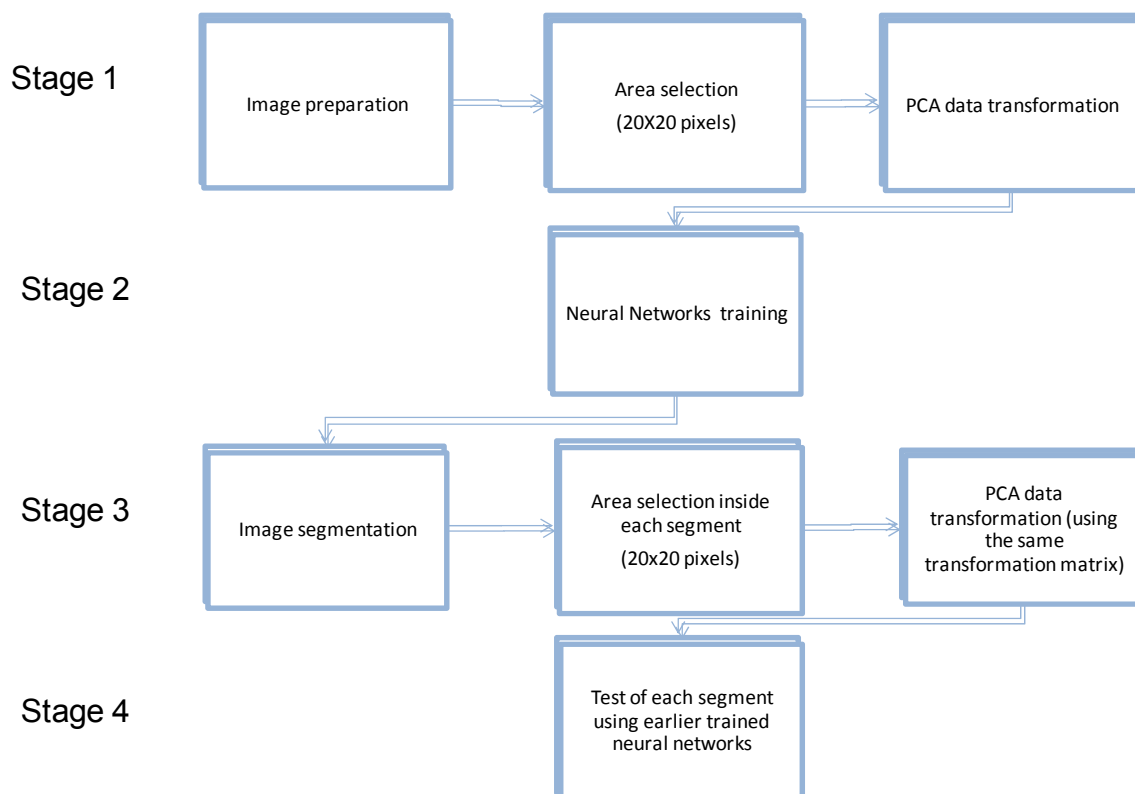 Stage 1
Image preparation
Area selection
(20X20 pixels)
PCA data transformation
Stage 2
Neural Networks training
Stage 3
Image segmentation
Area selection inside
each segment
(20x20 pixels)
PCA data
transformation (using
the same
transformation matrix)
Stage 4
Test of each segment
using earlier trained
neural networks